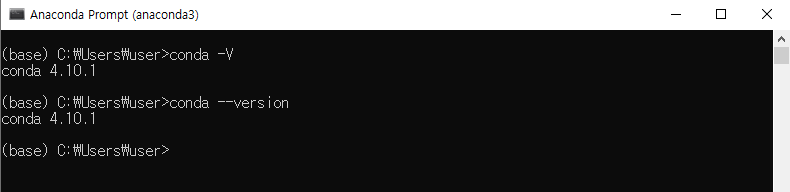 Anaconda Prompt (anaconda3)
(base) C:₩Users₩user>conda -V
conda 4.10.1
(base) C:₩Users₩user>conda --version
conda 4.10.1
(base) C:₩Users₩user>